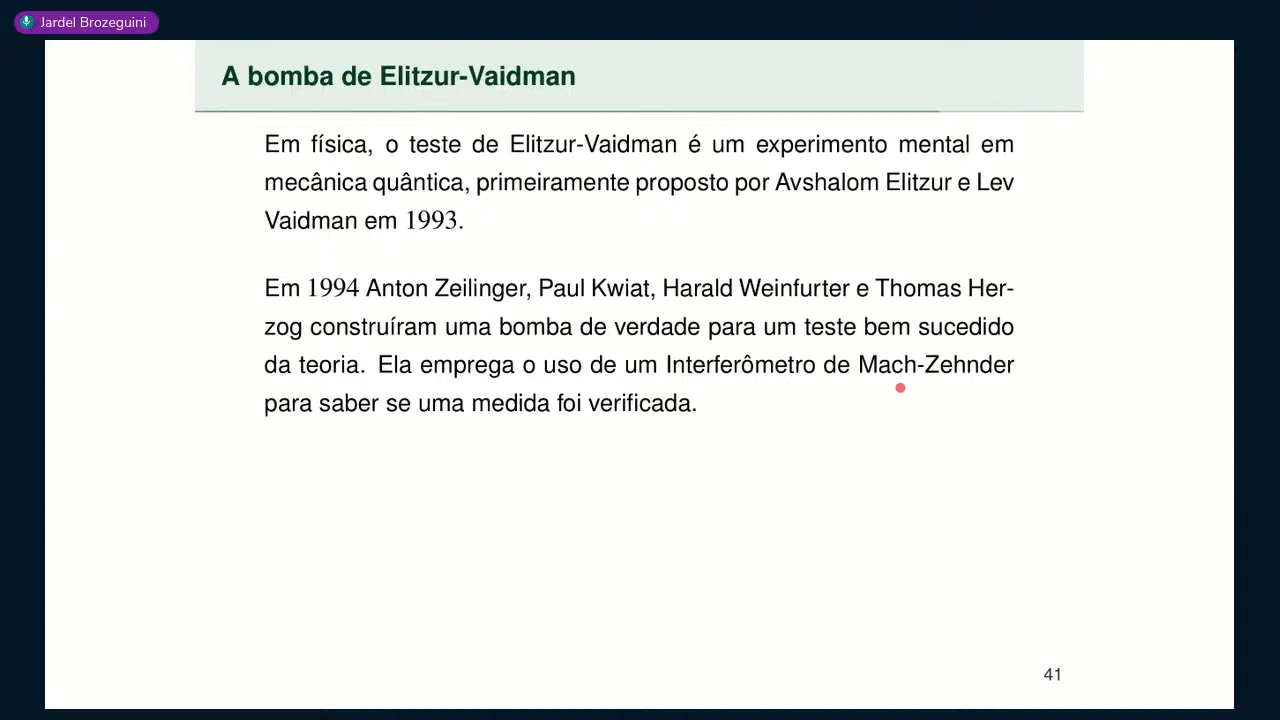 Jardel Brozeguini
A bomba de Elitzur-Vaidman
Em física, o teste de Elitzur-Vaidman é um experimento mental em
mecânica quântica, primeiramente proposto por Avshalom Elitzur e Lev
Vaidman em 1993.
Em 1994 Anton Zeilinger, Paul Kwiat, Harald Weinfurter e Thomas Her-
zog construíram uma bomba de verdade para um teste bem sucedido
da teoria. Ela emprega o uso de um Interferômetro de Mach-Zehnder
para saber se uma medida foi verificada.
41